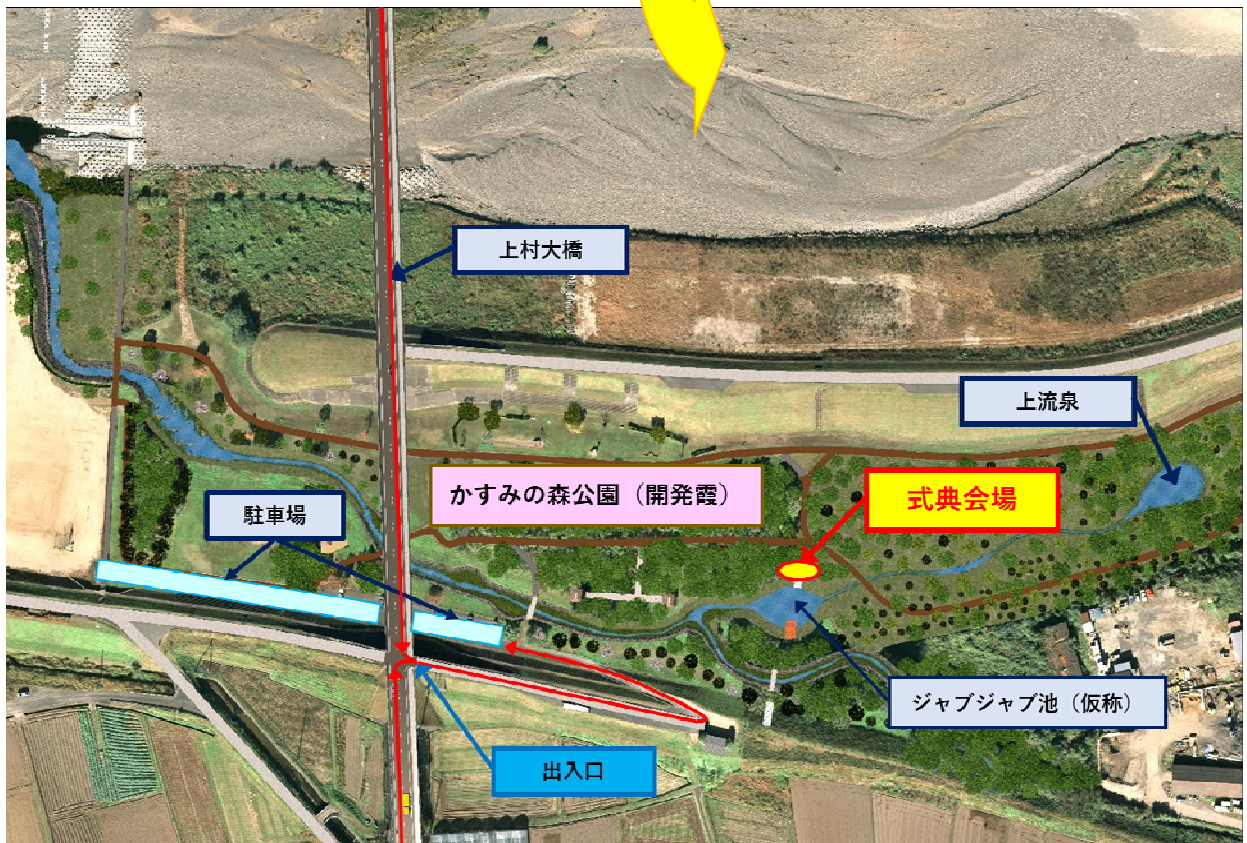 上村大橋
上流泉
かすみの森公園（開発霞）
式典会場
駐車場
ジャブジャブ池（仮称）
出入口